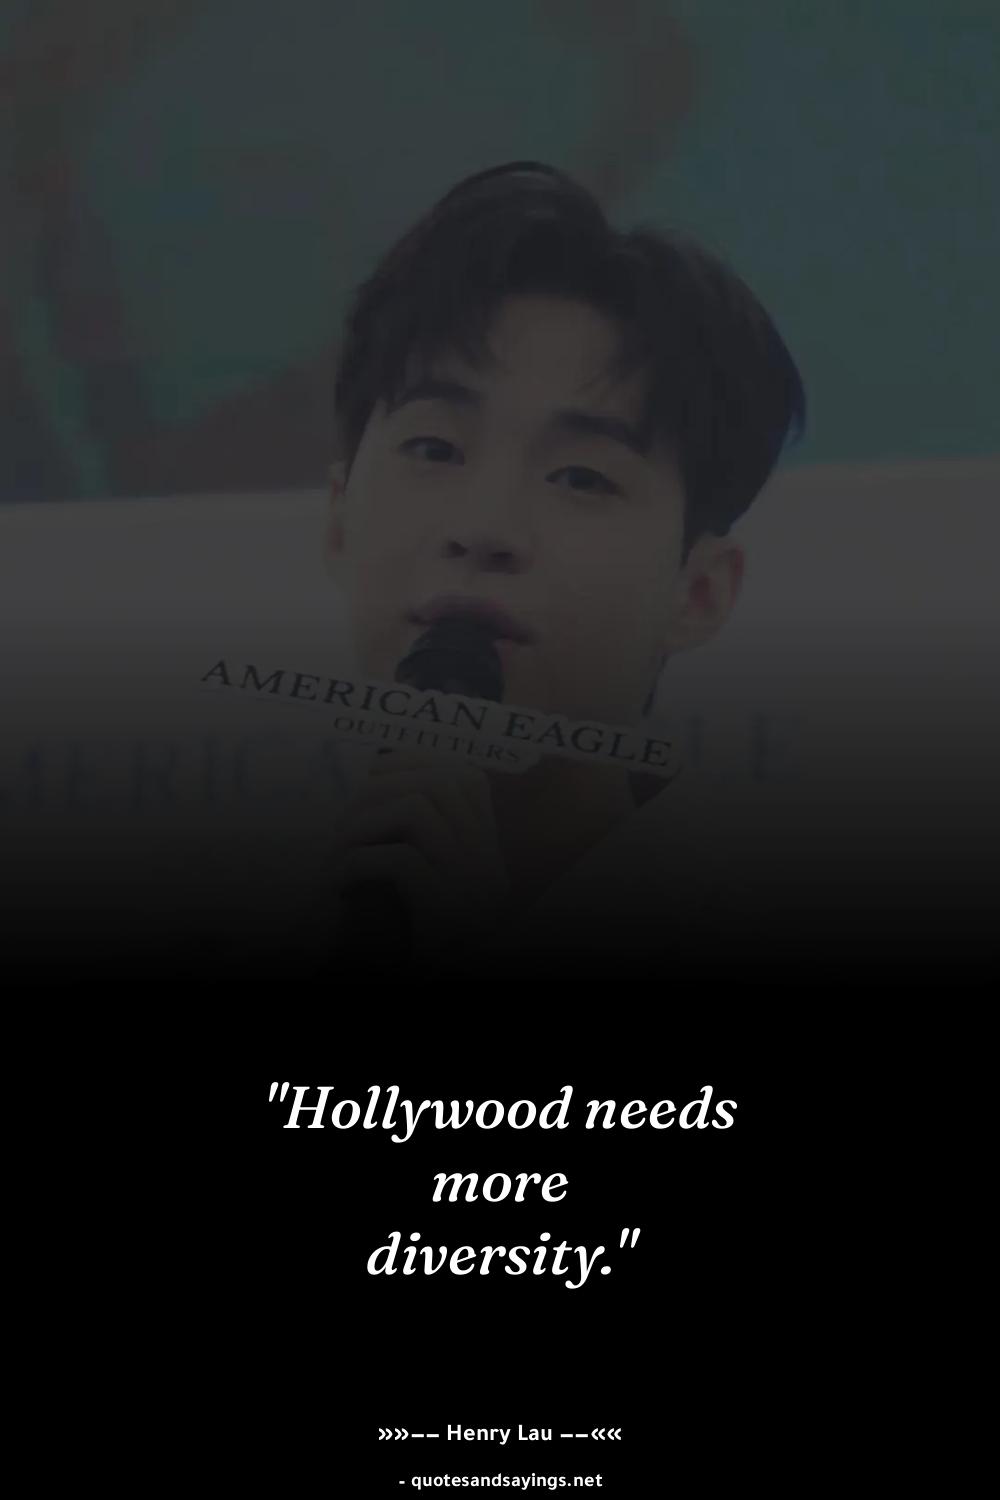 AMERICAN EAGLE
OUTFITTERS
"Hollywood needs
more
diversity."
»»–– Henry Lau ––««
- quotesandsayings.net